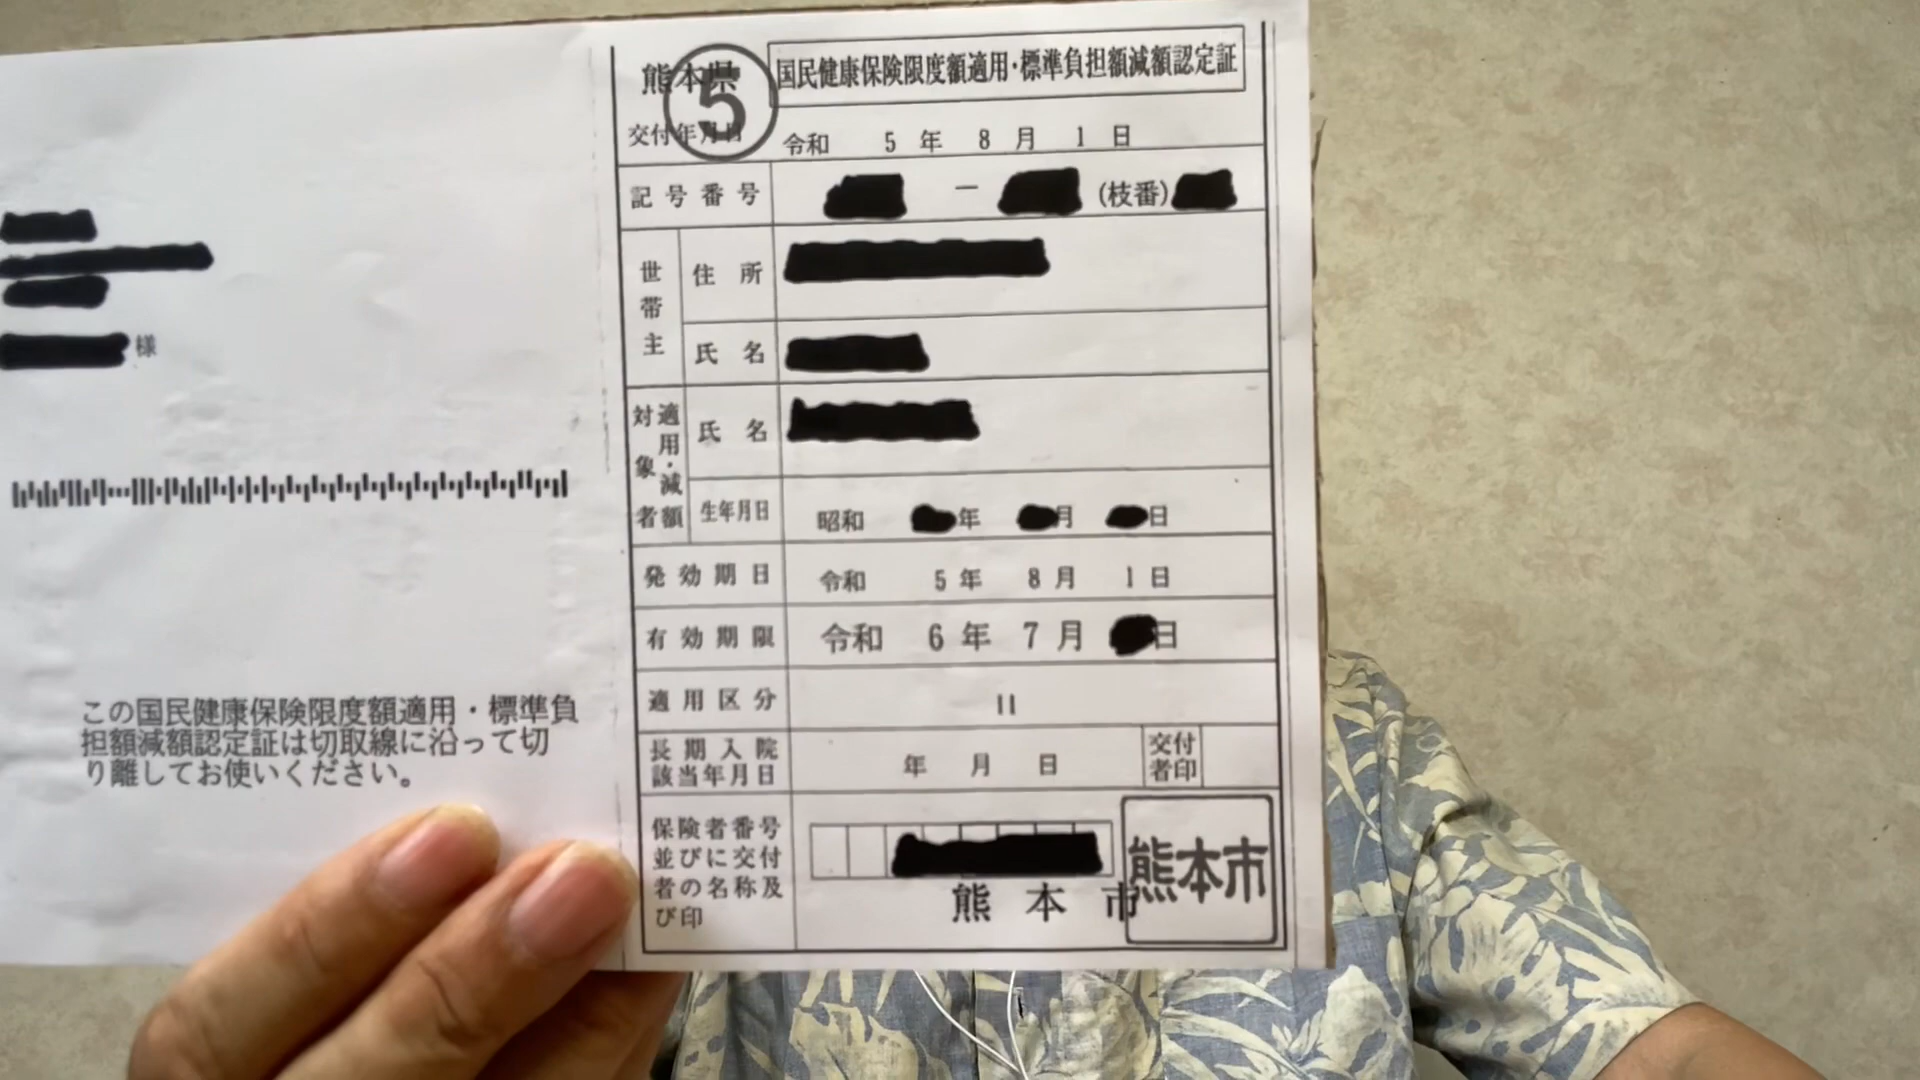 様
この国民健康保険限度額適用・標準負
担額減額認定証は切取線に沿って切
り離してお使いください。
熊本県
5
国民健康保険限度額適用・標準負担額減額認定証
交付年月日 令和 5年 8月 1日
記号番号 － (枝番)
世帯主
住所
氏名
適用・減額対象者
氏名
生年月日 昭和 年 月 日
発効期日 令和 5年 8月 1日
有効期限 令和 6年 7月 日
適用区分 II
長期入院
該当年月日 年 月 日
交付
者印
保険者番号
並びに交付
者の名称及
び印
熊本市
熊本市